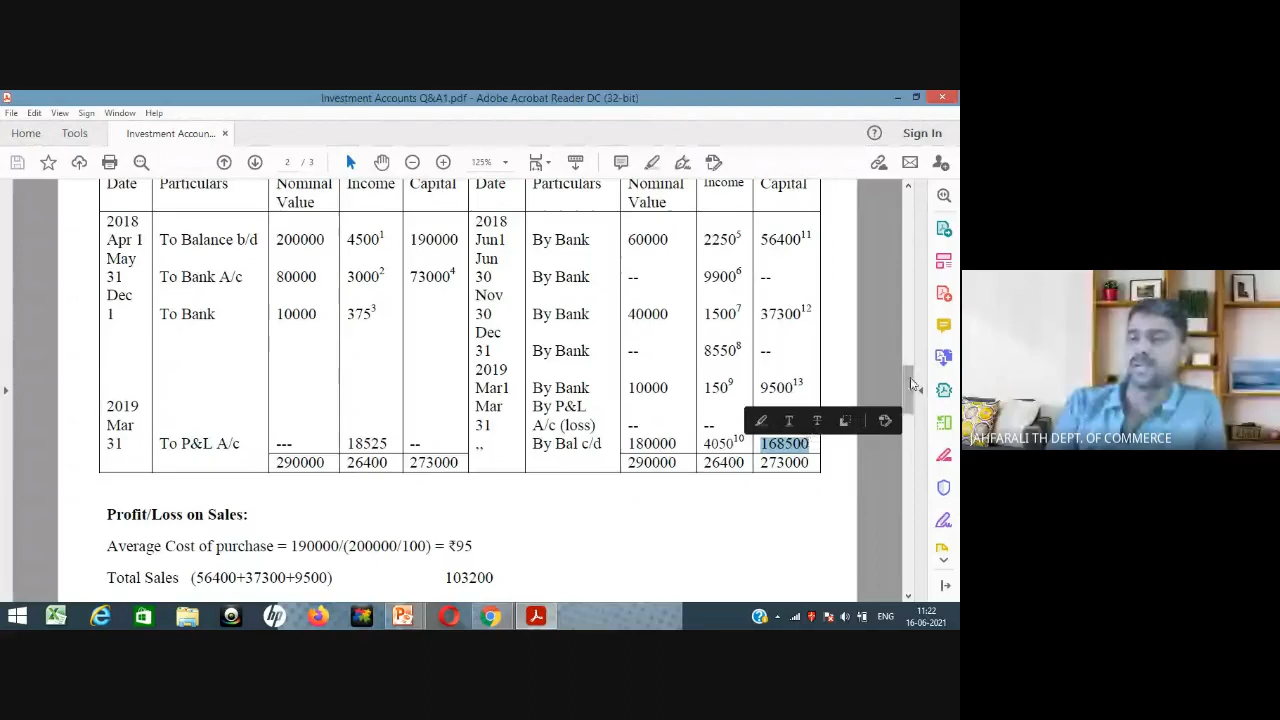 Investment Accounts Q&A1.pdf - Adobe Acrobat Reader DC (32-bit)
File Edit View Sign Window Help
Home Tools Investment Accoun... × Sign In
2 / 3 125%
Date Particulars Nominal Value Income Capital Date Particulars Nominal Value Income Capital
2018 2018
Apr 1 To Balance b/d 200000 4500¹ 190000 Jun1 By Bank 60000 2250⁵ 56400¹¹
May Jun
31 To Bank A/c 80000 3000² 73000⁴ 30 By Bank -- 9900⁶ --
Dec Nov
1 To Bank 10000 375³ 30 By Bank 40000 1500⁷ 37300¹²
Dec
31 By Bank -- 8550⁸ --
2019
Mar1 By Bank 10000 150⁹ 9500¹³
2019 Mar By P&L
Mar 31 A/c (loss) -- --
31 To P&L A/c --- 18525 -- ,, By Bal c/d 180000 4050¹⁰ 168500
290000 26400 273000 290000 26400 273000
Profit/Loss on Sales:
Average Cost of purchase = 190000/(200000/100) = ₹95
Total Sales (56400+37300+9500) 103200
JAHFARALI TH DEPT. OF COMMERCE
ENG
11:22
16-06-2021